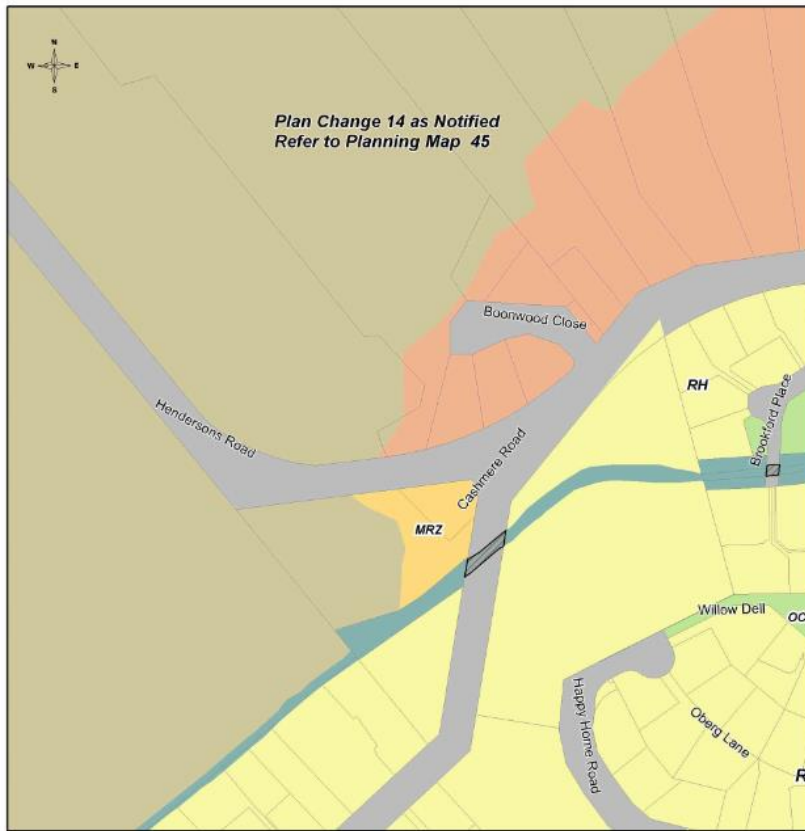 N
W E
S
Plan Change 14 as Notified
Refer to Planning Map 45
Boonwood Close
RH
Brookford Place
Hendersons Road
Cashmere Road
MRZ
Willow Dell
OC
Happy Home Road
Oberg Lane
R